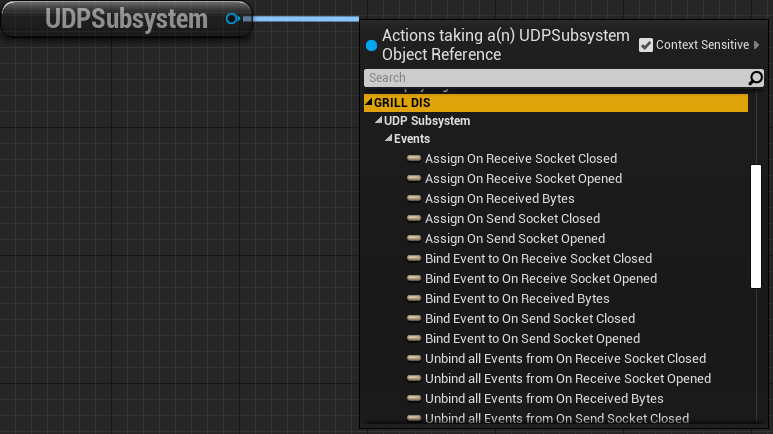 UDPSubsystem
Actions taking a(n) UDPSubsystem
Object Reference
Context Sensitive
Search
GRILL DIS
UDP Subsystem
Events
Assign On Receive Socket Closed
Assign On Receive Socket Opened
Assign On Received Bytes
Assign On Send Socket Closed
Assign On Send Socket Opened
Bind Event to On Receive Socket Closed
Bind Event to On Receive Socket Opened
Bind Event to On Received Bytes
Bind Event to On Send Socket Closed
Bind Event to On Send Socket Opened
Unbind all Events from On Receive Socket Closed
Unbind all Events from On Receive Socket Opened
Unbind all Events from On Received Bytes
Unbind all Events from On Send Socket Closed